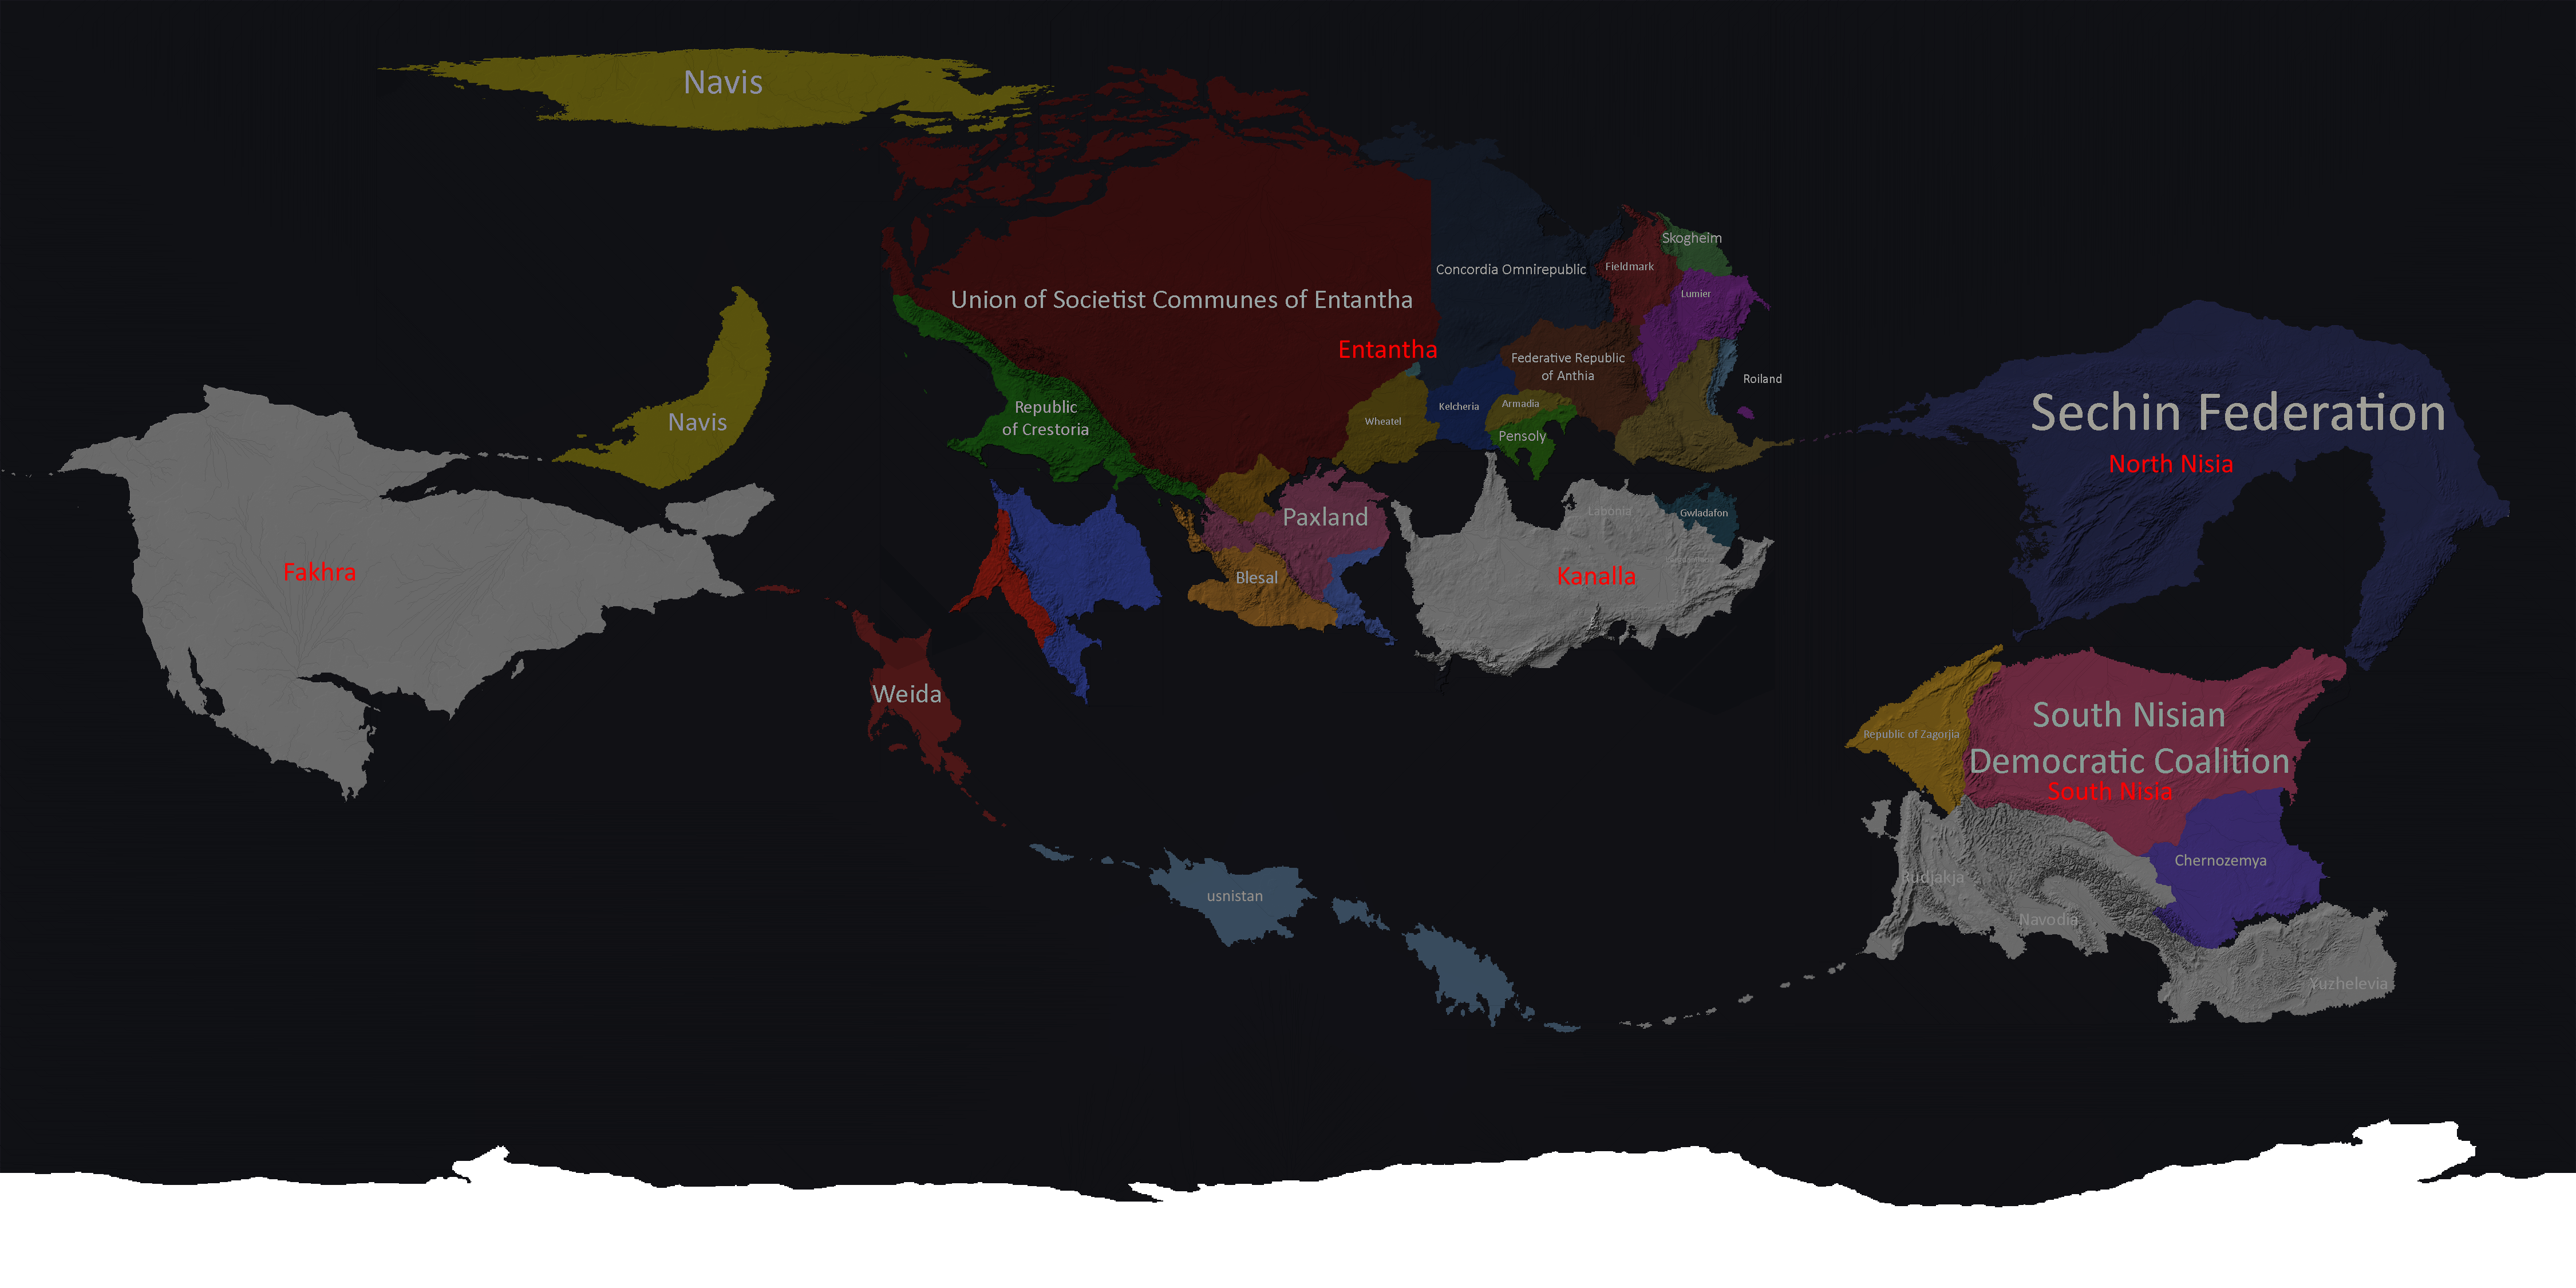 Navis
Skogheim
Concordia Omnirepublic
Fieldmark
Lumier
Union of Societist Communes of Entantha
Entantha
Federative Republic
of Anthia
Roiland
Republic
of Crestoria
Wheatel
Kelcheria
Armadia
Pensoly
Navis
Sechin Federation
North Nisia
Paxland
Labonia
Gwladafon
Fakhra
Blesal
Kanalla
Weida
South Nisian
Democratic Coalition
South Nisia
Republic of Zagorjia
Chernozemya
Rudjakja
usnistan
Navodia
Yuzhelevia